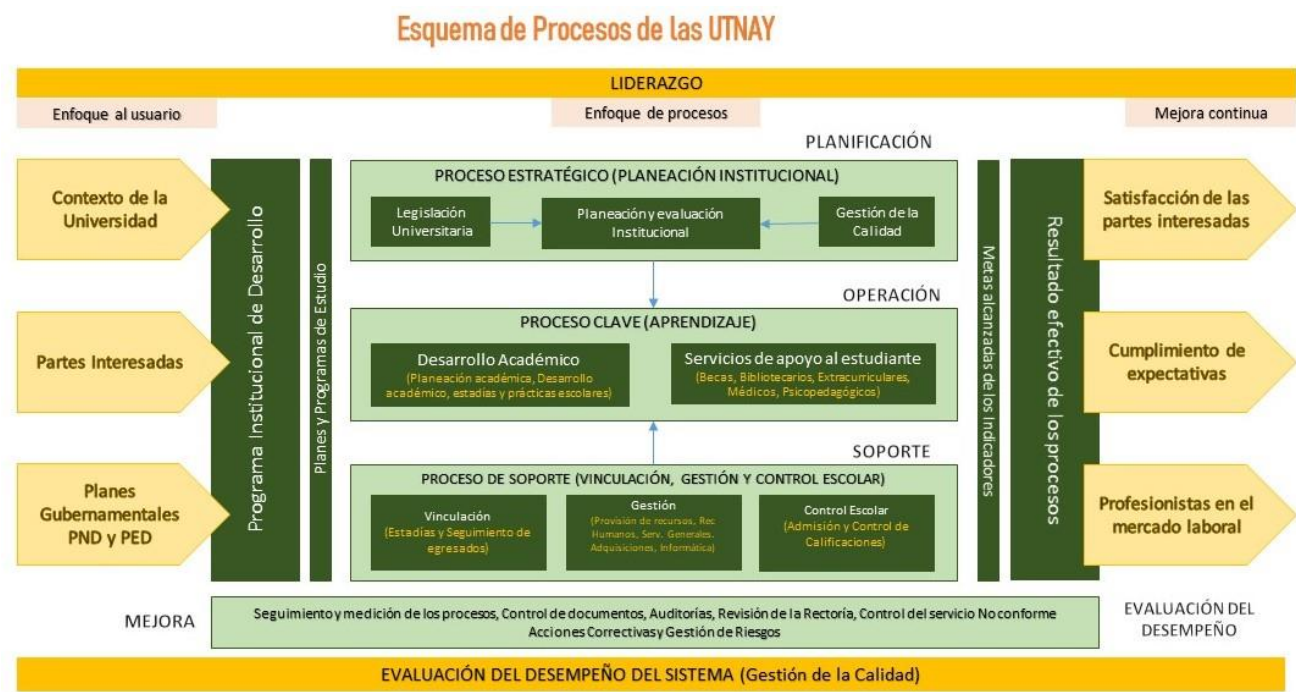 Esquema de Procesos de las UTNAY
LIDERAZGO
Enfoque al usuario
Enfoque de procesos
Mejora continua
Contexto de la
Universidad
Partes Interesadas
Planes
Gubernamentales
PND y PED
Programa Institucional de Desarrollo
Planes y Programas de Estudio
PLANIFICACIÓN
PROCESO ESTRATÉGICO (PLANEACIÓN INSTITUCIONAL)
Legislación
Universitaria
Planeación y evaluación
Institucional
Gestión de la
Calidad
OPERACIÓN
PROCESO CLAVE (APRENDIZAJE)
Desarrollo Académico
(Planeación académica, Desarrollo
académico, estadías y prácticas escolares)
Servicios de apoyo al estudiante
(Becas, Bibliotecarios, Extracurriculares,
Médicos, Psicopedagógicos)
SOPORTE
PROCESO DE SOPORTE (VINCULACIÓN, GESTIÓN Y CONTROL ESCOLAR)
Vinculación
(Estadías y Seguimiento de
egresados)
Gestión
(Provisión de recursos, Rec
Humanos, Serv. Generales.
Adquisiciones, Informática)
Control Escolar
(Admisión y Control de
Calificaciones)
Metas alcanzadas de los Indicadores
Resultado efectivo de los procesos
Satisfacción de las
partes interesadas
Cumplimiento de
expectativas
Profesionistas en el
mercado laboral
MEJORA
Seguimiento y medición de los procesos, Control de documentos, Auditorías, Revisión de la Rectoría, Control del servicio No conforme
Acciones Correctivas y Gestión de Riesgos
EVALUACIÓN DEL
DESEMPEÑO
EVALUACIÓN DEL DESEMPEÑO DEL SISTEMA (Gestión de la Calidad)